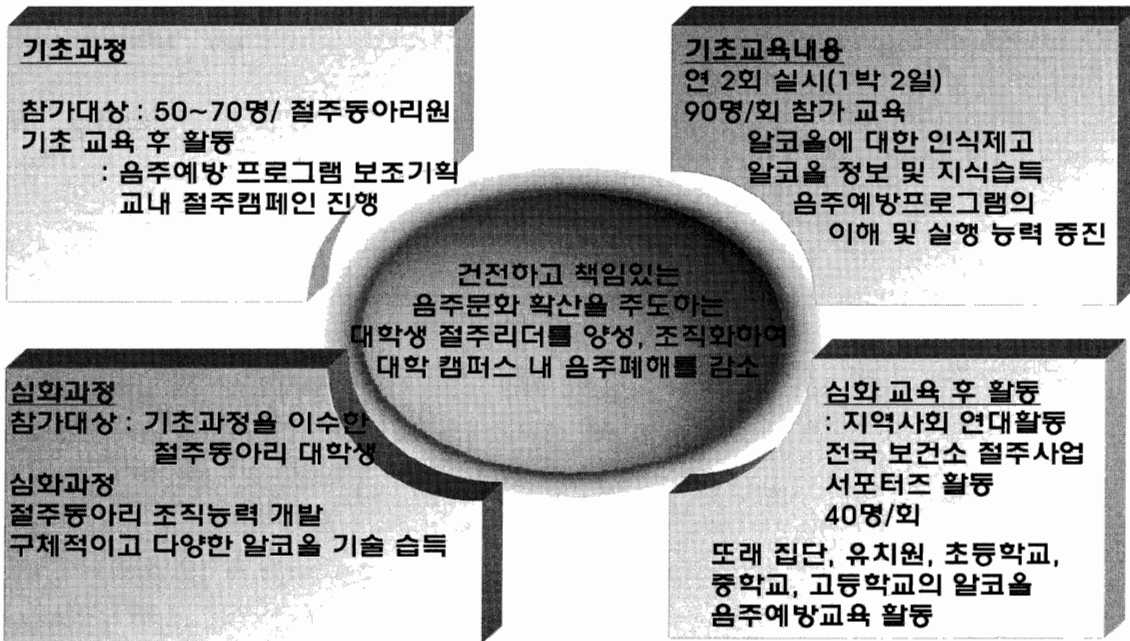 기초과정
참가대상 : 50~70명/ 절주동아리원
기초 교육 후 활동
: 음주예방 프로그램 보조기획
교내 절주캠페인 진행
기초교육내용
연 2회 실시(1박 2일)
90명/회 참가 교육
알코올에 대한 인식제고
알코올 정보 및 지식습득
음주예방프로그램의
이해 및 실행 능력 증진
건전하고 책임있는
음주문화 확산을 주도하는
대학생 절주리더를 양성, 조직화하여
대학 캠퍼스 내 음주폐해를 감소
심화과정
참가대상 : 기초과정을 이수한
절주동아리 대학생
심화과정
절주동아리 조직능력 개발
구체적이고 다양한 알코올 기술 습득
심화 교육 후 활동
: 지역사회 연대활동
전국 보건소 절주사업
서포터즈 활동
40명/회
또래 집단, 유치원, 초등학교,
중학교, 고등학교의 알코올
음주예방교육 활동